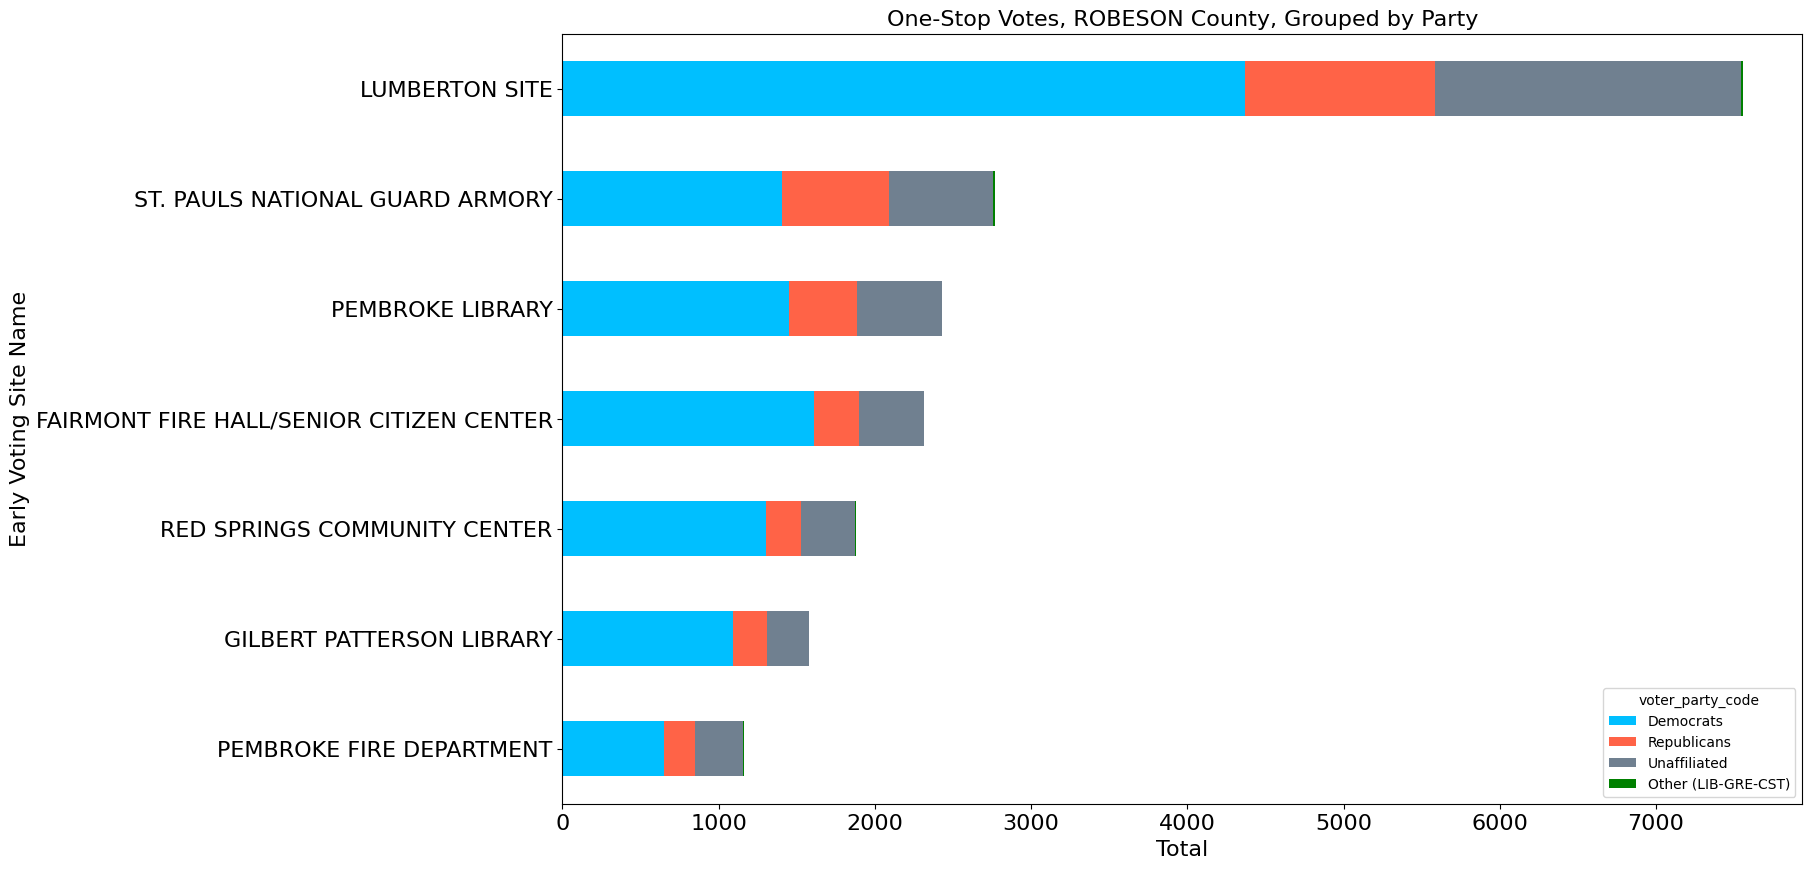 One-Stop Votes, ROBESON County, Grouped by Party
Early Voting Site Name
LUMBERTON SITE
ST. PAULS NATIONAL GUARD ARMORY
PEMBROKE LIBRARY
FAIRMONT FIRE HALL/SENIOR CITIZEN CENTER
RED SPRINGS COMMUNITY CENTER
GILBERT PATTERSON LIBRARY
PEMBROKE FIRE DEPARTMENT
voter_party_code
Democrats
Republicans
Unaffiliated
Other (LIB-GRE-CST)
0 1000 2000 3000 4000 5000 6000 7000
Total